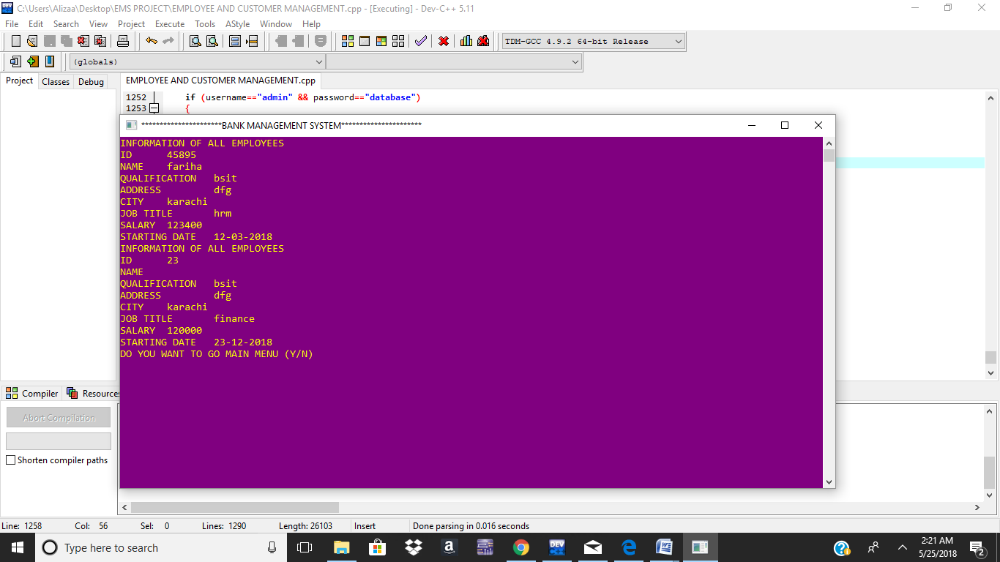 C:\Users\Alizaa\Desktop\EMS PROJECT\EMPLOYEE AND CUSTOMER MANAGEMENT.cpp - [Executing] - Dev-C++ 5.11
File Edit Search View Project Execute Tools AStyle Window Help
TDM-GCC 4.9.2 64-bit Release
(globals)
Project Classes Debug EMPLOYEE AND CUSTOMER MANAGEMENT.cpp
1252 if (username=="admin" && password=="database")
1253 {
**********************BANK MANAGEMENT SYSTEM**********************
INFORMATION OF ALL EMPLOYEES
ID 45895
NAME fariha
QUALIFICATION bsit
ADDRESS dfg
CITY karachi
JOB TITLE hrm
SALARY 123400
STARTING DATE 12-03-2018
INFORMATION OF ALL EMPLOYEES
ID 23
NAME
QUALIFICATION bsit
ADDRESS dfg
CITY karachi
JOB TITLE finance
SALARY 120000
STARTING DATE 23-12-2018
DO YOU WANT TO GO MAIN MENU (Y/N)
Compiler Resources
Abort Compilation
Shorten compiler paths
Line: 1258 Col: 56 Sel: 0 Lines: 1290 Length: 26103 Insert Done parsing in 0.016 seconds
Type here to search
DEV
2:21 AM
5/25/2018
2